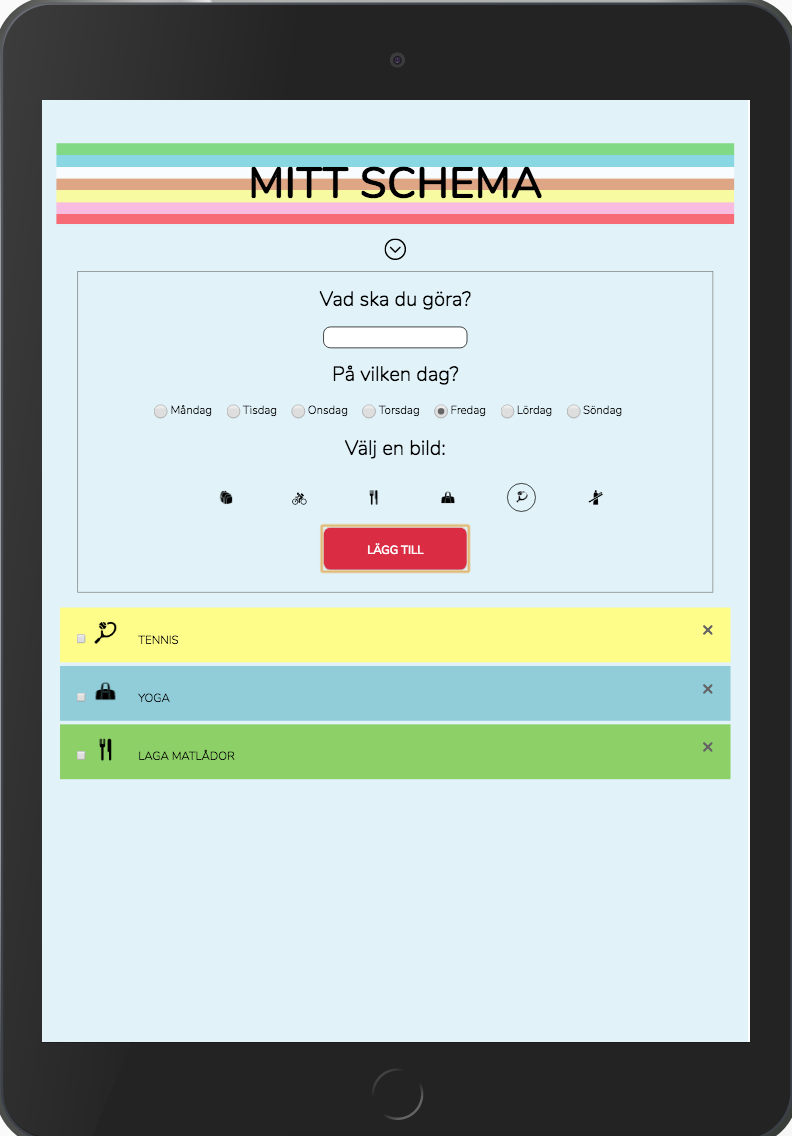 MITT SCHEMA
Vad ska du göra?
På vilken dag?
Måndag Tisdag Onsdag Torsdag Fredag Lördag Söndag
Välj en bild:
LÄGG TILL
TENNIS
YOGA
LAGA MATLÅDOR